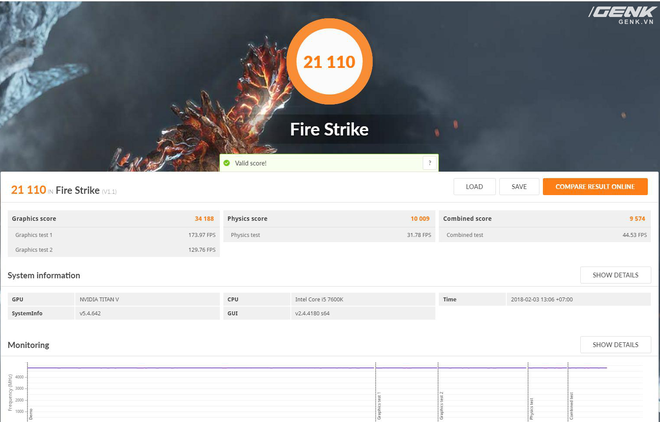 GENK
GENK.VN
21 110
Fire Strike
Valid score!
?
21 110 IN Fire Strike (V1.1)
LOAD
SAVE
COMPARE RESULT ONLINE
Graphics score 34 188
Physics score 10 009
Combined score 9 574
Graphics test 1 173.97 FPS
Physics test 31.78 FPS
Combined test 44.53 FPS
Graphics test 2 129.76 FPS
System information
SHOW DETAILS
GPU NVIDIA TITAN V
CPU Intel Core i5 7600K
Time 2018-02-03 13:06 +07:00
SystemInfo v5.4.642
GUI v2.4.4180 s64
Monitoring
SHOW DETAILS
Frequency (MHz)
4000
3000
2000
1000
Demo
Graphics test 1
Graphics test 2
Physics test
Combined test